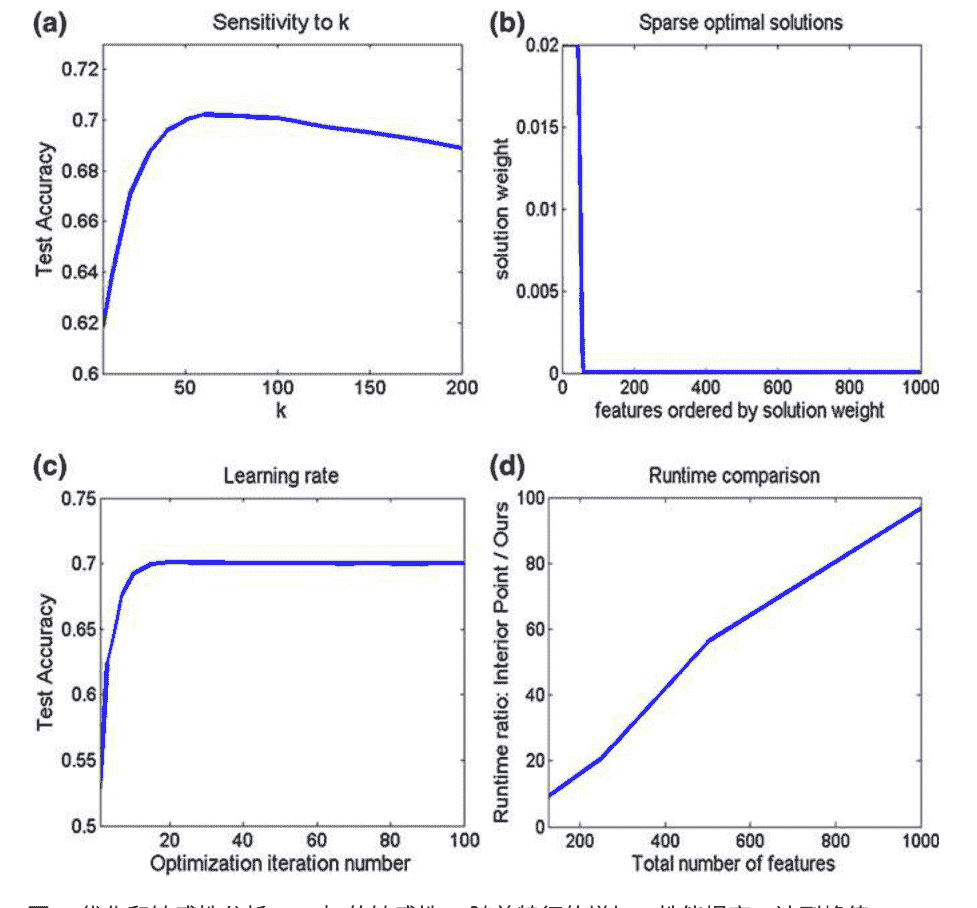 (a)
Sensitivity to k
0.72
0.7
0.68
0.66
0.64
0.62
0.6
Test Accuracy
50 100 150 200
k
(b)
Sparse optimal solutions
0.02
0.015
0.01
0.005
0
solution weight
0 200 400 600 800 1000
features ordered by solution weight
(c)
Learning rate
0.75
0.7
0.65
0.6
0.55
0.5
Test Accuracy
20 40 60 80 100
Optimization iteration number
(d)
Runtime comparison
100
80
60
40
20
0
Runtime ratio: Interior Point / Ours
200 400 600 800 1000
Total number of features